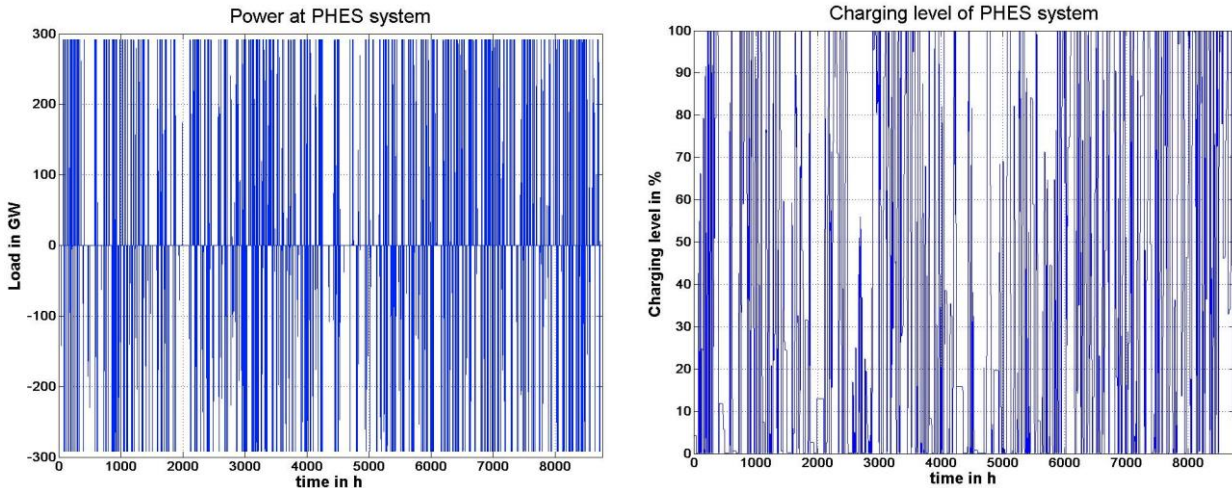 Power at PHES system
300
200
100
0
-100
-200
-300
Load in GW
0 1000 2000 3000 4000 5000 6000 7000 8000
time in h
Charging level of PHES system
100
90
80
70
60
50
40
30
20
10
0
Charging level in %
0 1000 2000 3000 4000 5000 6000 7000 8000
time in h